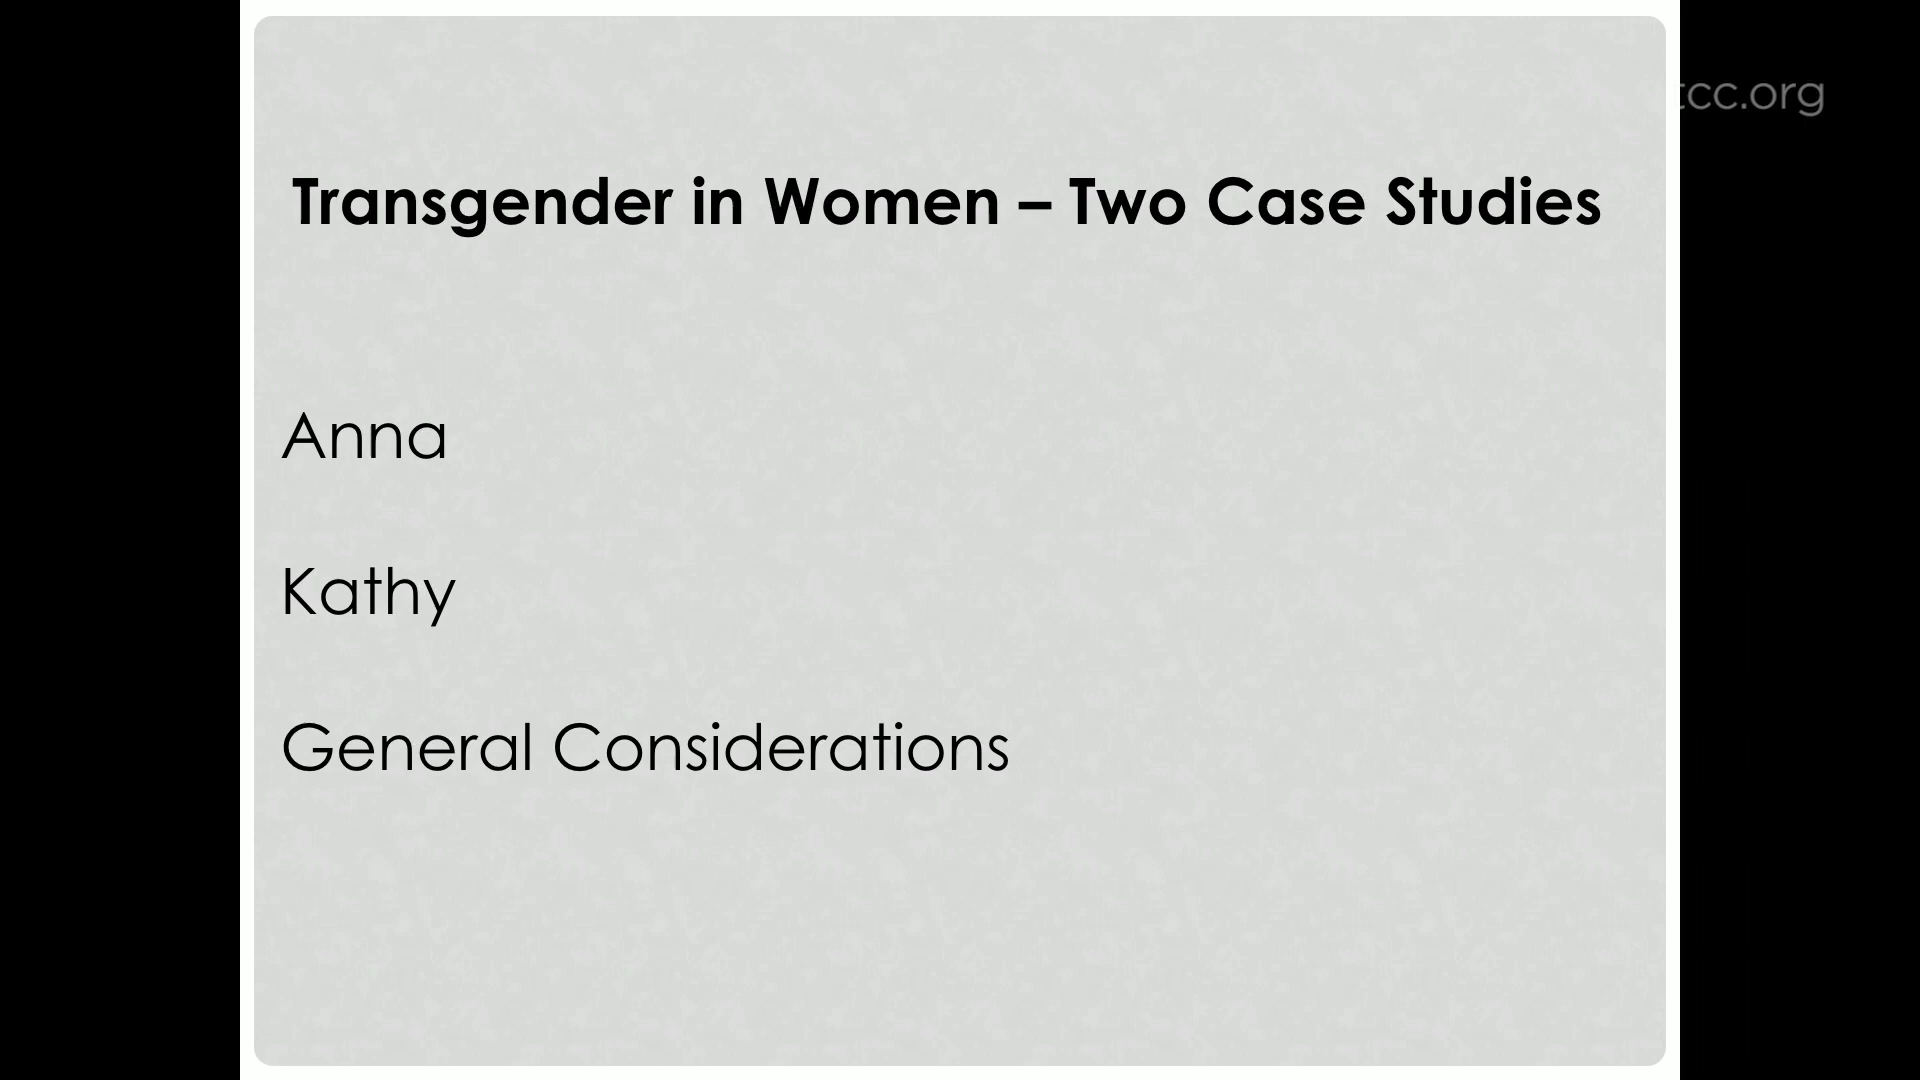 tcc.org
Transgender in Women – Two Case Studies
Anna
Kathy
General Considerations